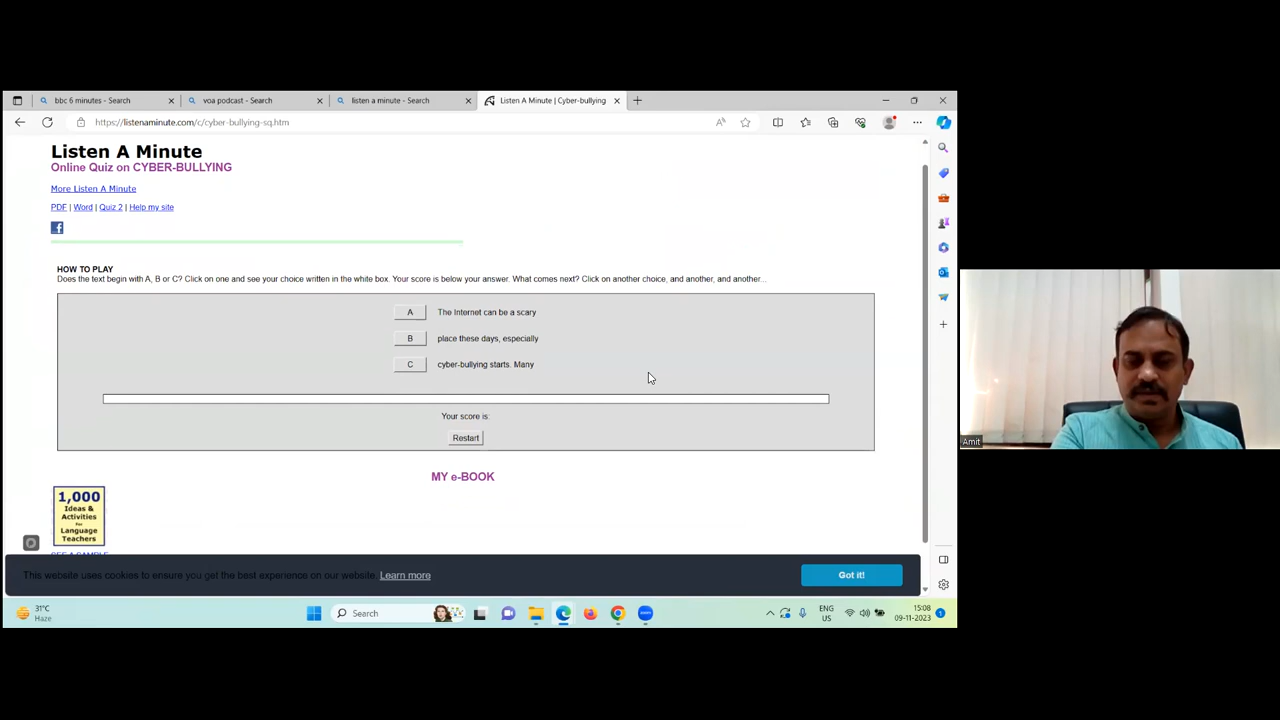 bbc 6 minutes - Search
voa podcast - Search
listen a minute - Search
Listen A Minute | Cyber-bullying
https://listenaminute.com/c/cyber-bullying-sq.htm
Listen A Minute
Online Quiz on CYBER-BULLYING
More Listen A Minute
PDF | Word | Quiz 2 | Help my site
HOW TO PLAY
Does the text begin with A, B or C? Click on one and see your choice written in the white box. Your score is below your answer. What comes next? Click on another choice, and another, and another...
A The Internet can be a scary
B place these days, especially
C cyber-bullying starts. Many
Your score is:
Restart
MY e-BOOK
1,000
Ideas &
Activities
For
Language
Teachers
SEE A SAMPLE
This website uses cookies to ensure you get the best experience on our website. Learn more
Got it!
Amit
31°C
Haze
Search
ENG
US
15:08
09-11-2023